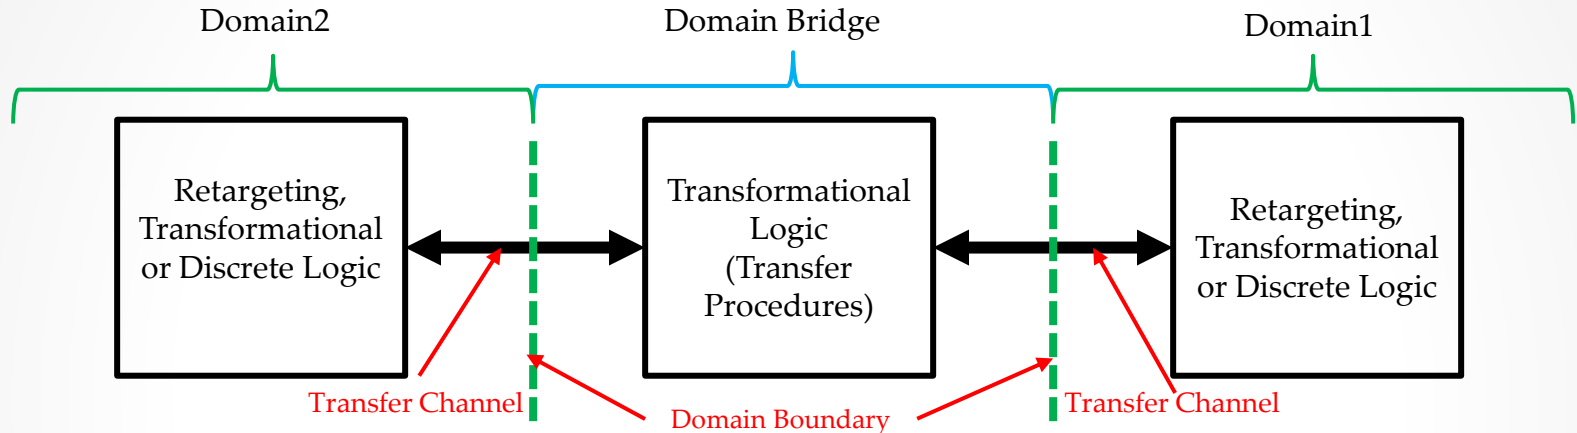 Domain2
Domain Bridge
Domain1
Retargeting,
Transformational
or Discrete Logic
Transformational
Logic
(Transfer
Procedures)
Retargeting,
Transformational
or Discrete Logic
Transfer Channel
Domain Boundary
Transfer Channel